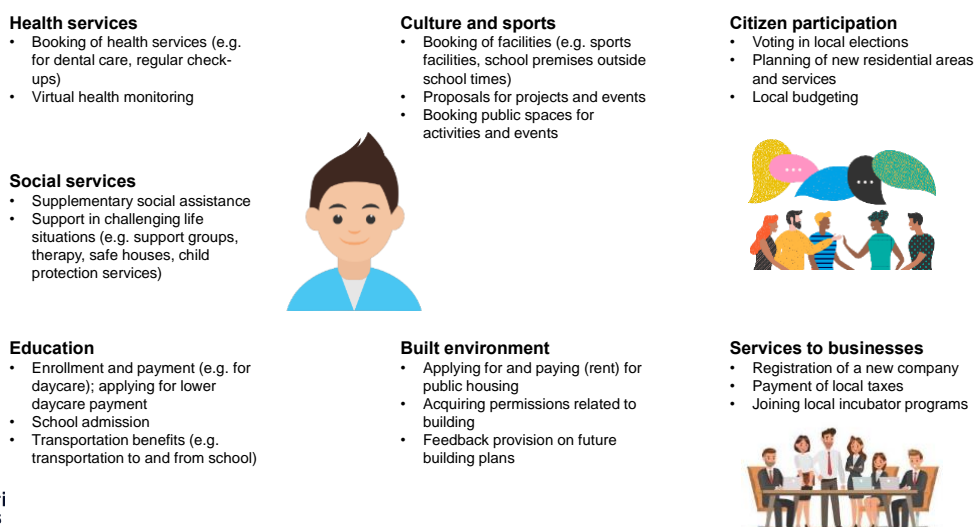 Health services
• Booking of health services (e.g.
for dental care, regular check-
ups)
• Virtual health monitoring
Culture and sports
• Booking of facilities (e.g. sports
facilities, school premises outside
school times)
• Proposals for projects and events
• Booking public spaces for
activities and events
Citizen participation
• Voting in local elections
• Planning of new residential areas
and services
• Local budgeting
Social services
• Supplementary social assistance
• Support in challenging life
situations (e.g. support groups,
therapy, safe houses, child
protection services)
Education
• Enrollment and payment (e.g. for
daycare); applying for lower
daycare payment
• School admission
• Transportation benefits (e.g.
transportation to and from school)
Built environment
• Applying for and paying (rent) for
public housing
• Acquiring permissions related to
building
• Feedback provision on future
building plans
Services to businesses
• Registration of a new company
• Payment of local taxes
• Joining local incubator programs